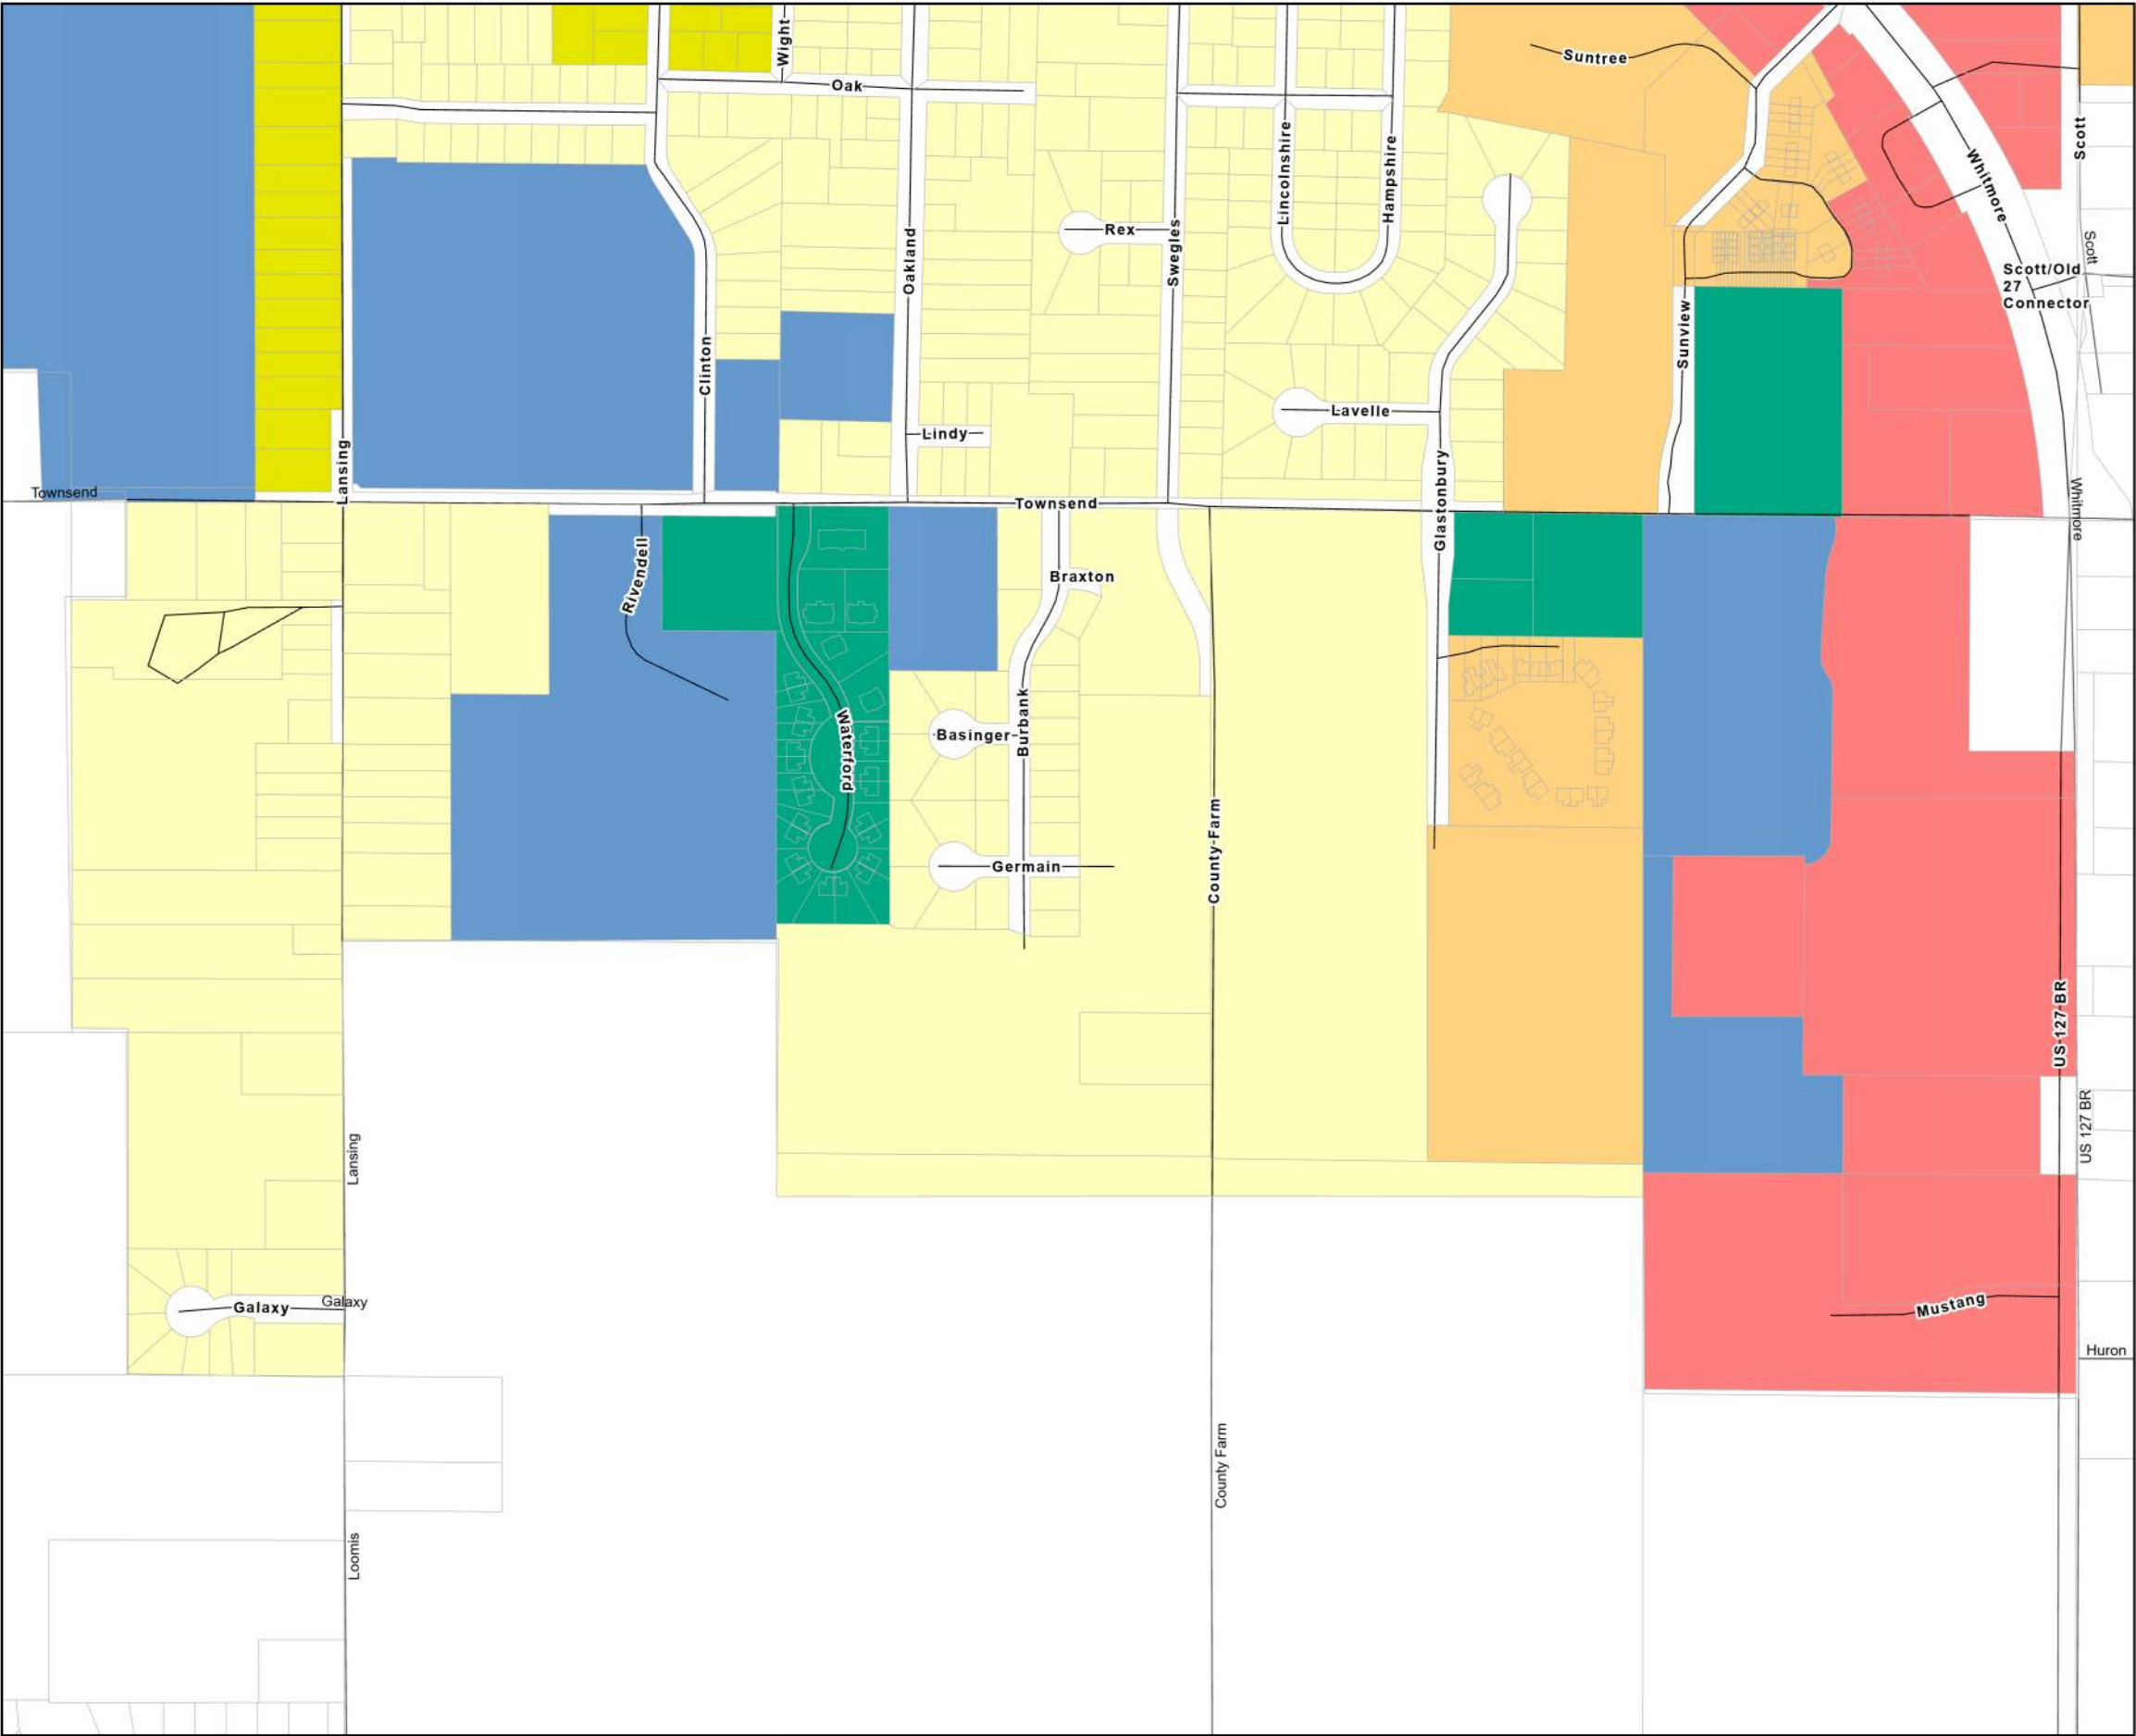 Wight
Suntree
Oak
Scott
Lincolnshire
Hampshire
Whitmore
Rex
Swegles
Oakland
Scott
Scott/Old
27
Connector
Sunview
Clinton
Lavelle
Lindy
Lansing
Glastonbury
Townsend
Townsend
Whitmore
Rivendell
Braxton
Waterford
Basinger
Burbank
County Farm
Germain
US 127 BR
US 127 BR
Lansing
Galaxy
Galaxy
Mustang
Huron
County Farm
Loomis